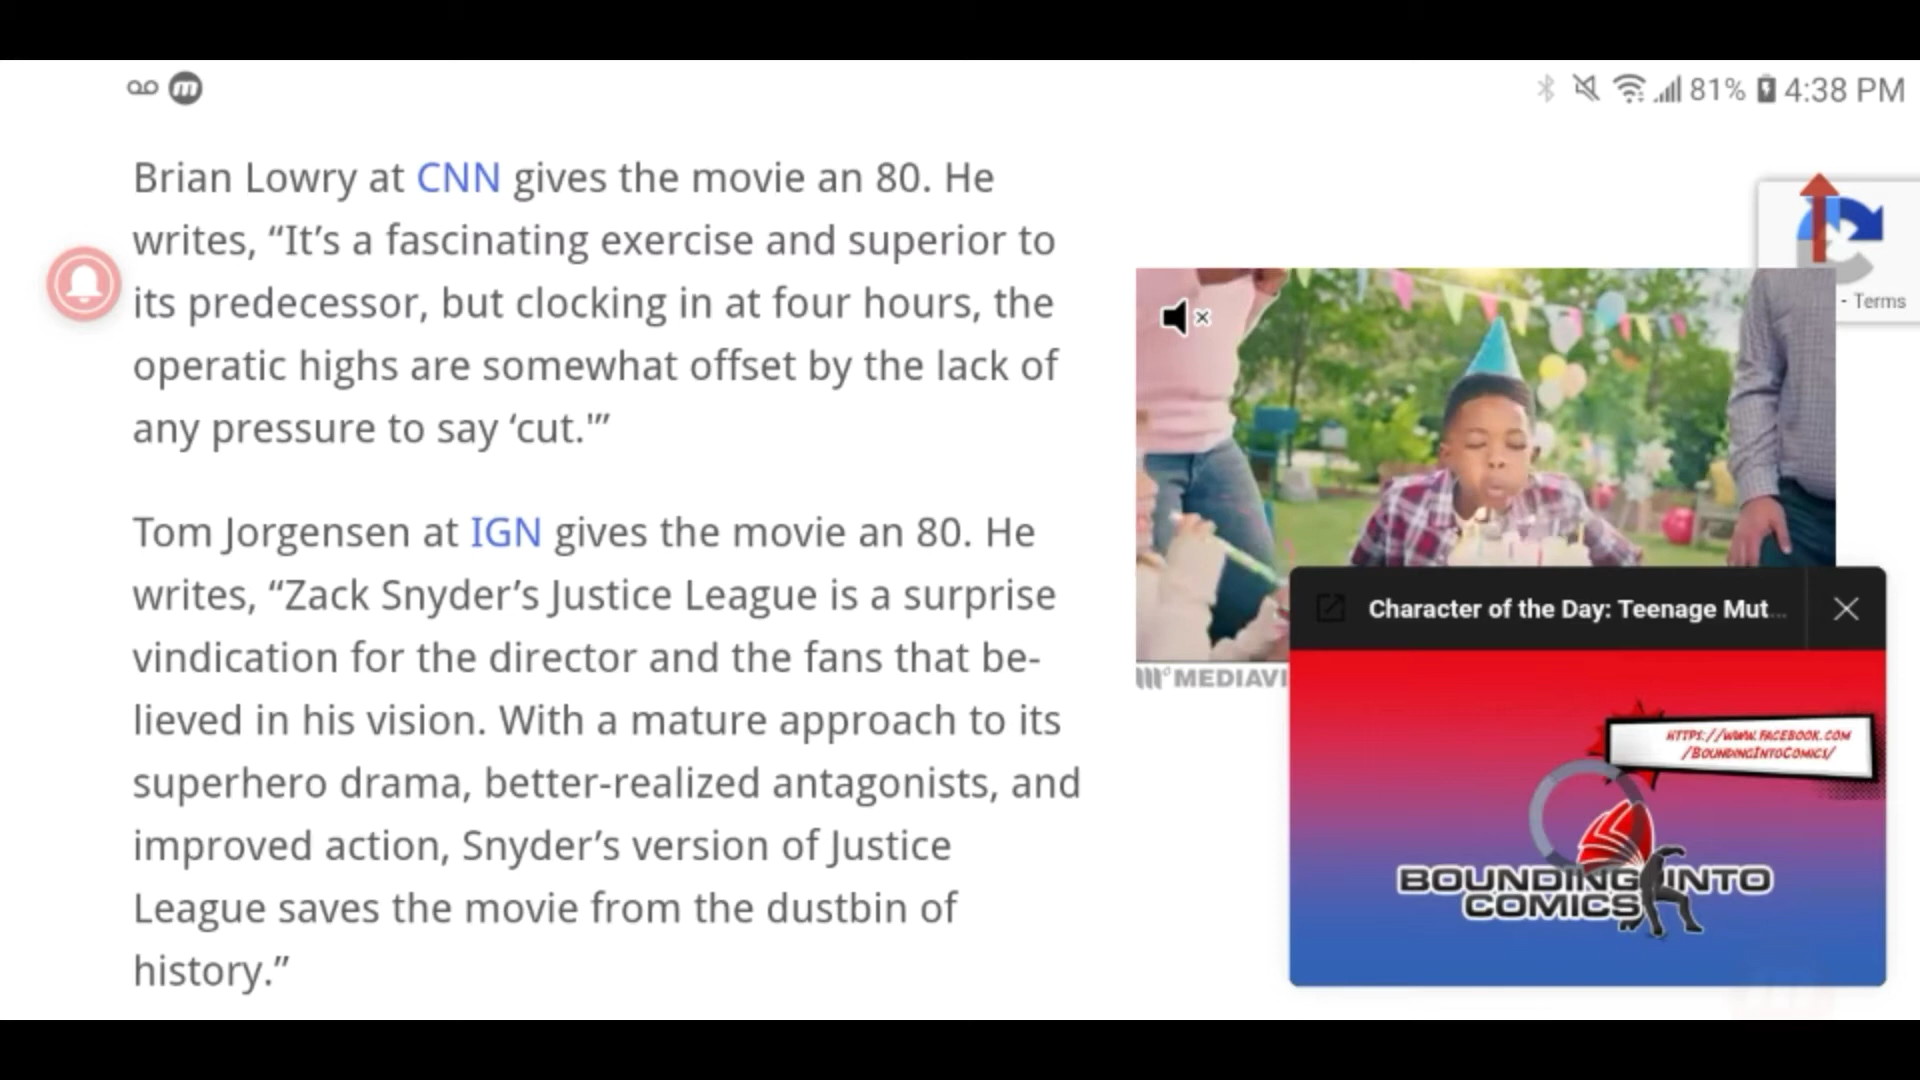 81% 4:38 PM
Brian Lowry at CNN gives the movie an 80. He
writes, “It’s a fascinating exercise and superior to
its predecessor, but clocking in at four hours, the
operatic highs are somewhat offset by the lack of
any pressure to say ‘cut.'”
Tom Jorgensen at IGN gives the movie an 80. He
writes, “Zack Snyder’s Justice League is a surprise
vindication for the director and the fans that be-
lieved in his vision. With a mature approach to its
superhero drama, better-realized antagonists, and
improved action, Snyder’s version of Justice
League saves the movie from the dustbin of
history.”
- Terms
MEDIAVI
Character of the Day: Teenage Mut...
HTTPS://WWW.FACEBOOK.COM
/BOUNDINGINTOCOMICS/
BOUNDING INTO
COMICS